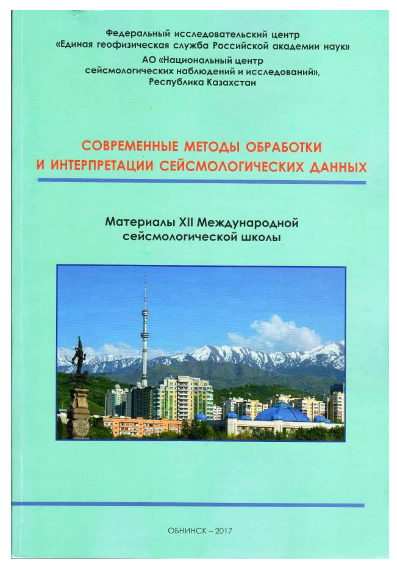 Федеральный исследовательский центр
«Единая геофизическая служба Российской академии наук»
АО «Национальный центр
сейсмологических наблюдений и исследований»,
Республика Казахстан
СОВРЕМЕННЫЕ МЕТОДЫ ОБРАБОТКИ
И ИНТЕРПРЕТАЦИИ СЕЙСМОЛОГИЧЕСКИХ ДАННЫХ
Материалы XII Международной
сейсмологической школы
ОБНИНСК – 2017